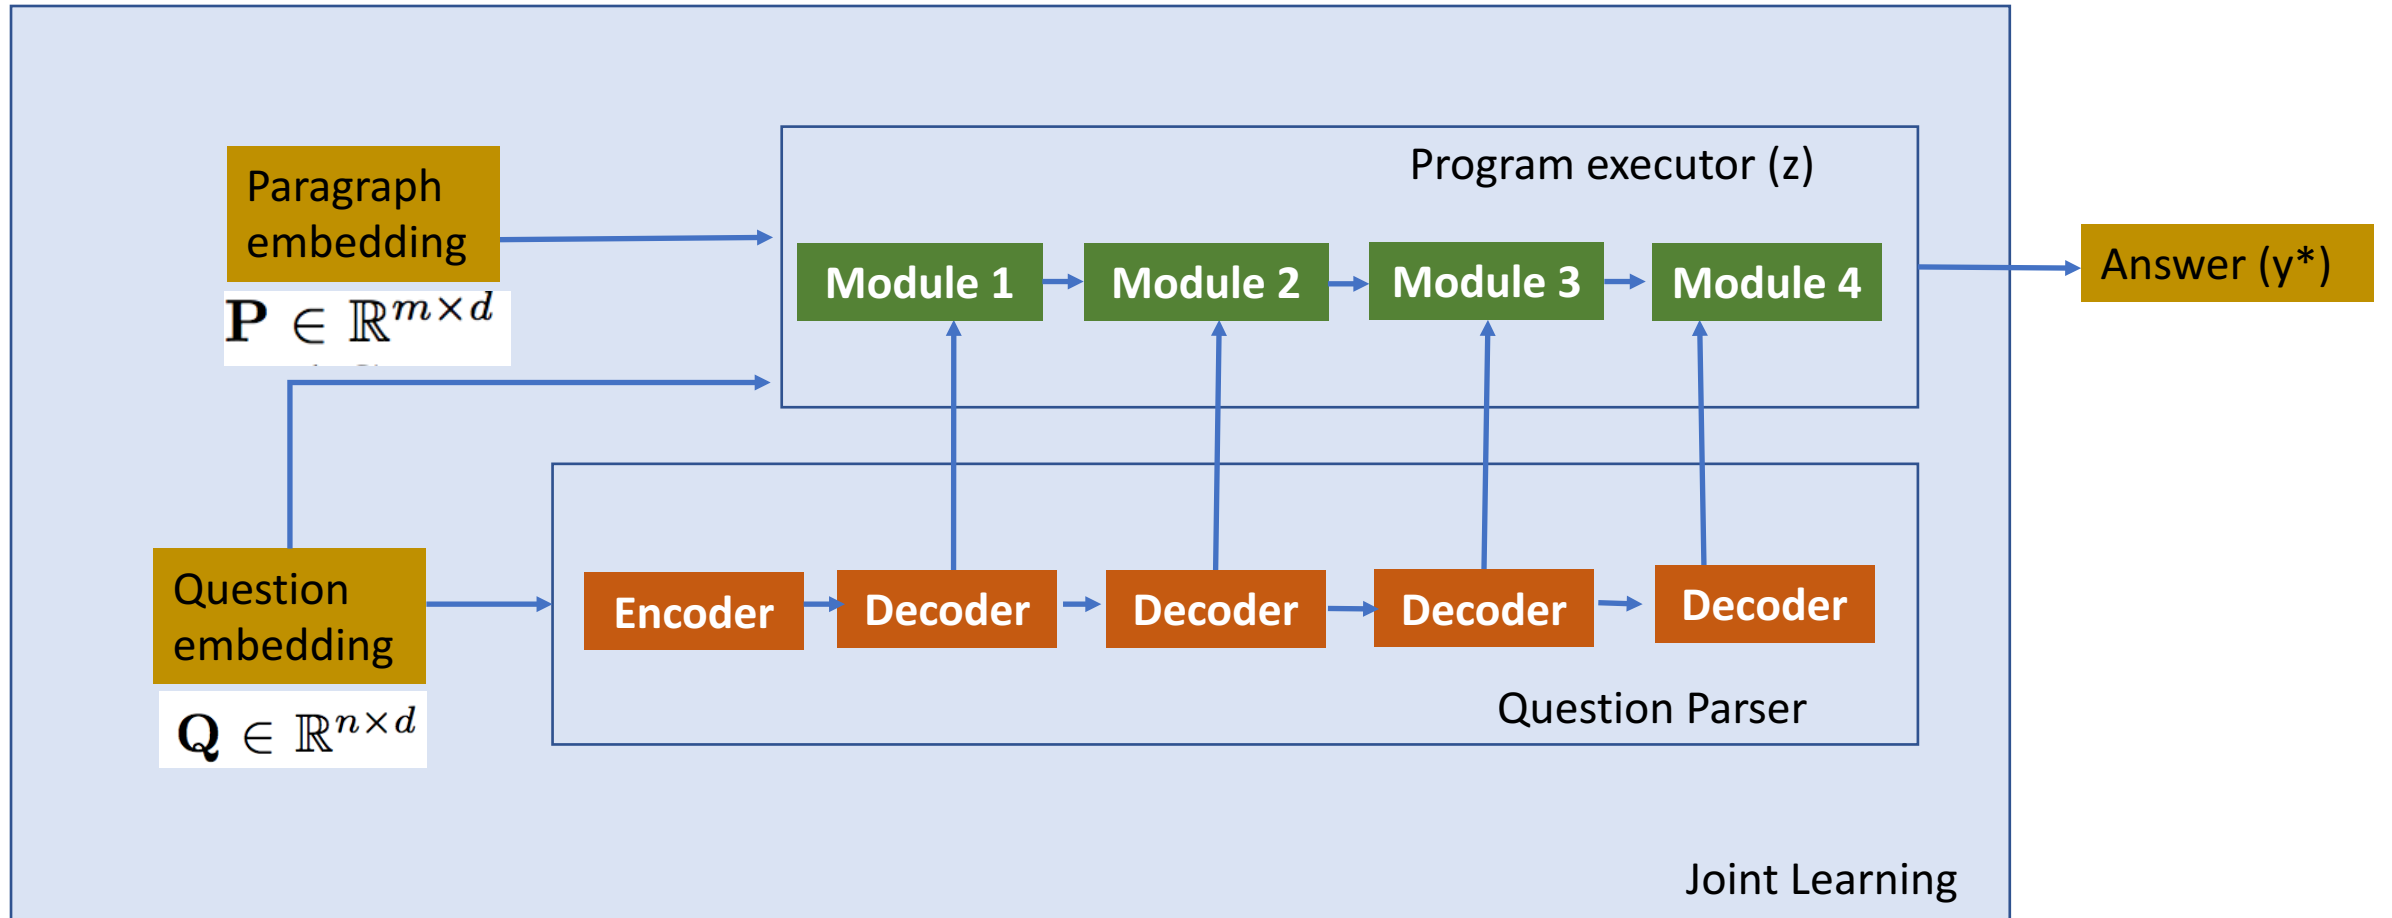 Program executor (z)
Paragraph
embedding
P ∈ ℝ^{m×d}
Module 1
Module 2
Module 3
Module 4
Answer (y*)
Question
embedding
Q ∈ ℝ^{n×d}
Encoder
Decoder
Decoder
Decoder
Decoder
Question Parser
Joint Learning